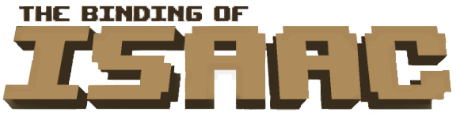 THE BINDING OF
ISAAC